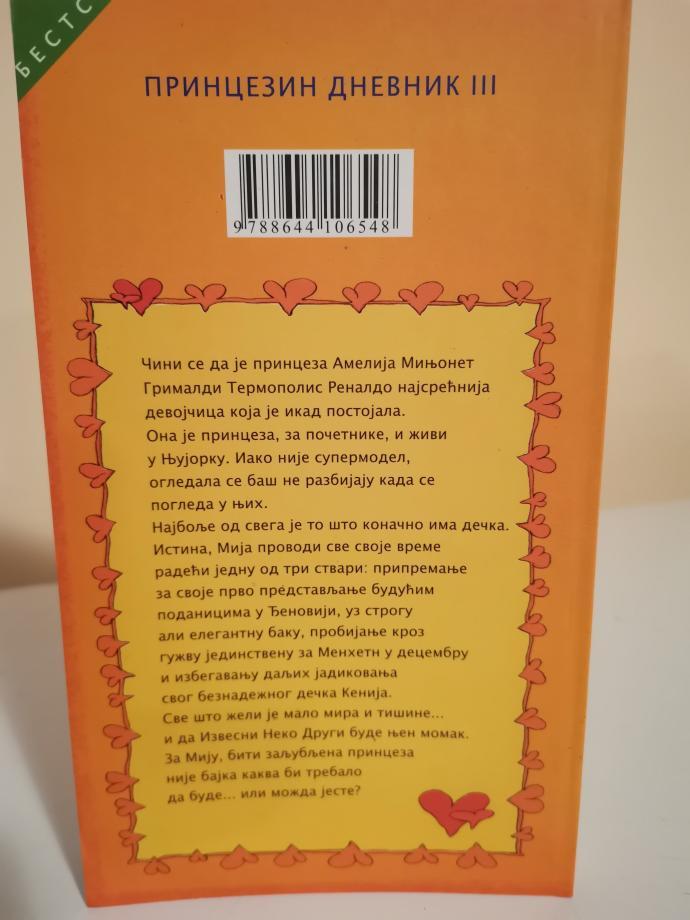 БЕСТС
ПРИНЦЕЗИН ДНЕВНИК III
9 788644 106548
Чини се да је принцеза Амелија Мињонет
Грималди Термополис Реналдо најсрећнија
девојчица која је икад постојала.
Она је принцеза, за почетнике, и живи
у Њујорку. Иако није супермодел,
огледала се баш не разбијају када се
погледа у њих.
Најбоље од свега је то што коначно има дечка.
Истина, Мија проводи све своје време
радећи једну од три ствари: припремање
за своје прво представљање будућим
поданицима у Ђеновији, уз строгу
али елегантну баку, пробијање кроз
гужву јединствену за Менхетн у децембру
и избегавању даљих јадиковања
свог безнадежног дечка Кенија.
Све што жели је мало мира и тишине...
и да Извесни Неко Други буде њен момак.
За Мију, бити заљубљена принцеза
није бајка каква би требало
да буде... или можда јесте?